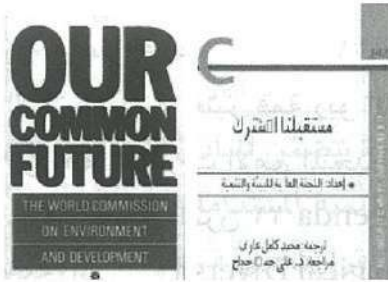 OUR
COMMON
FUTURE
THE WORLD COMMISSION
ON ENVIRONMENT
AND DEVELOPMENT
مستقبلنا المشترك
إعداد: اللجنة العالمية للبيئة والتنمية
ترجمة: محمد كامل عارف
مراجعة: د. علي حسين حجاج